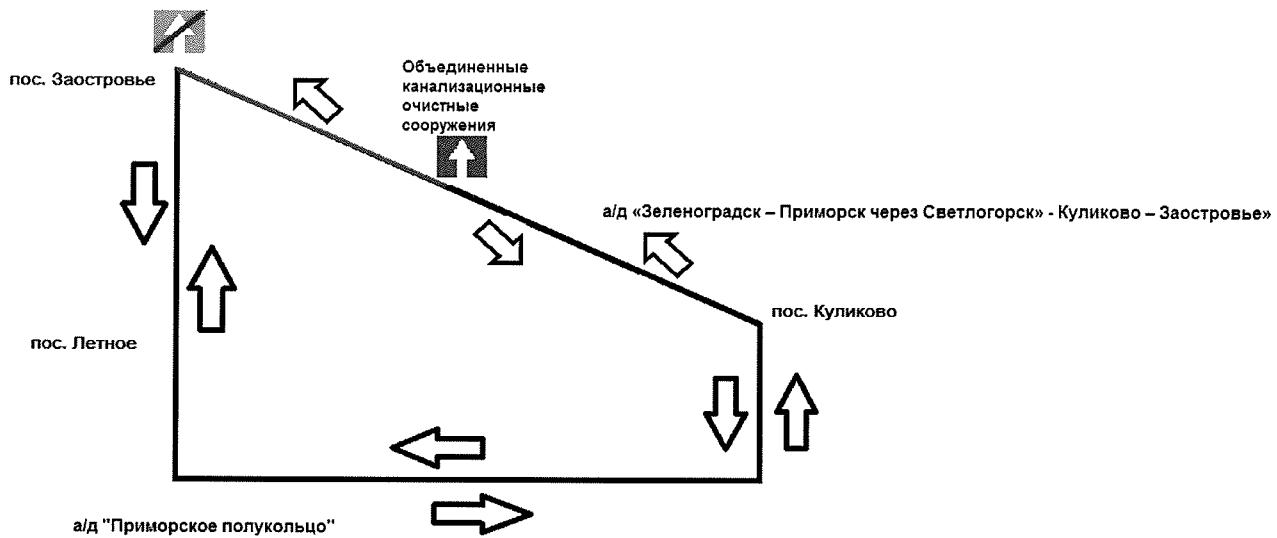 пос. Заостровье
Объединенные
канализационные
очистные
сооружения
а/д «Зеленоградск – Приморск через Светлогорск» - Куликово – Заостровье»
пос. Куликово
пос. Летное
а/д "Приморское полукольцо"